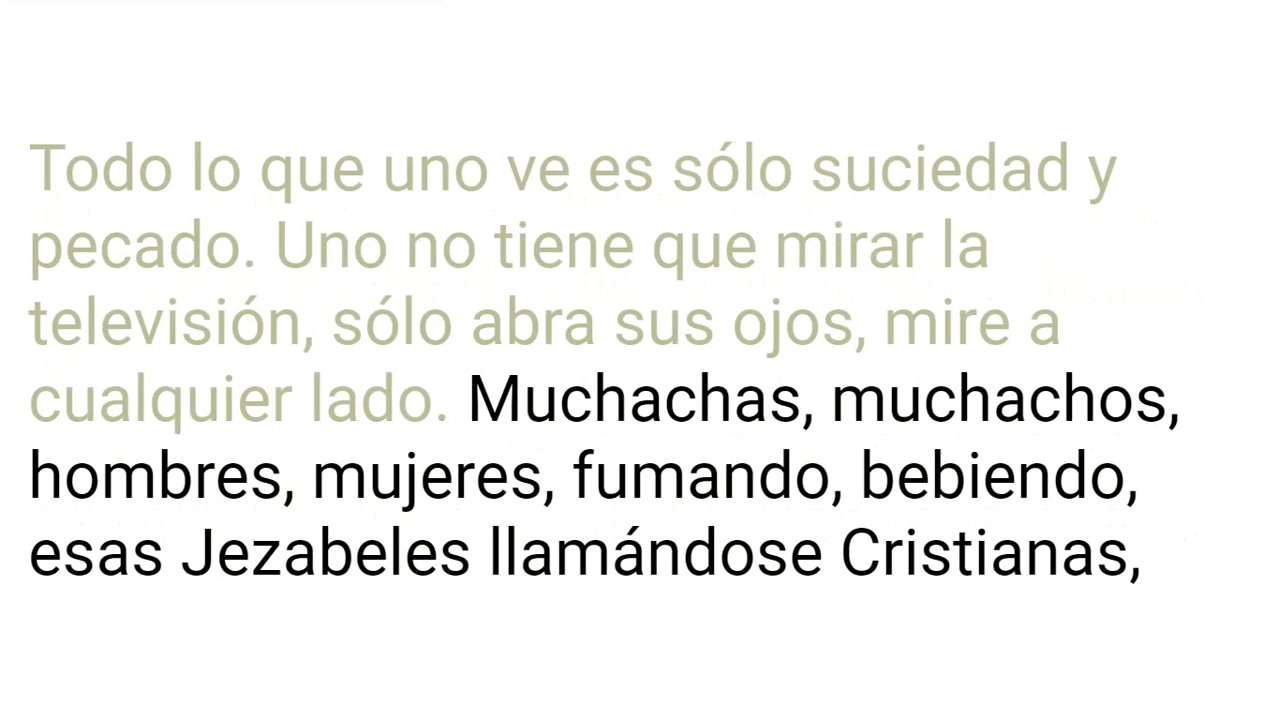 Todo lo que uno ve es sólo suciedad y
pecado. Uno no tiene que mirar la
televisión, sólo abra sus ojos, mire a
cualquier lado. Muchachas, muchachos,
hombres, mujeres, fumando, bebiendo,
esas Jezabeles llamándose Cristianas,